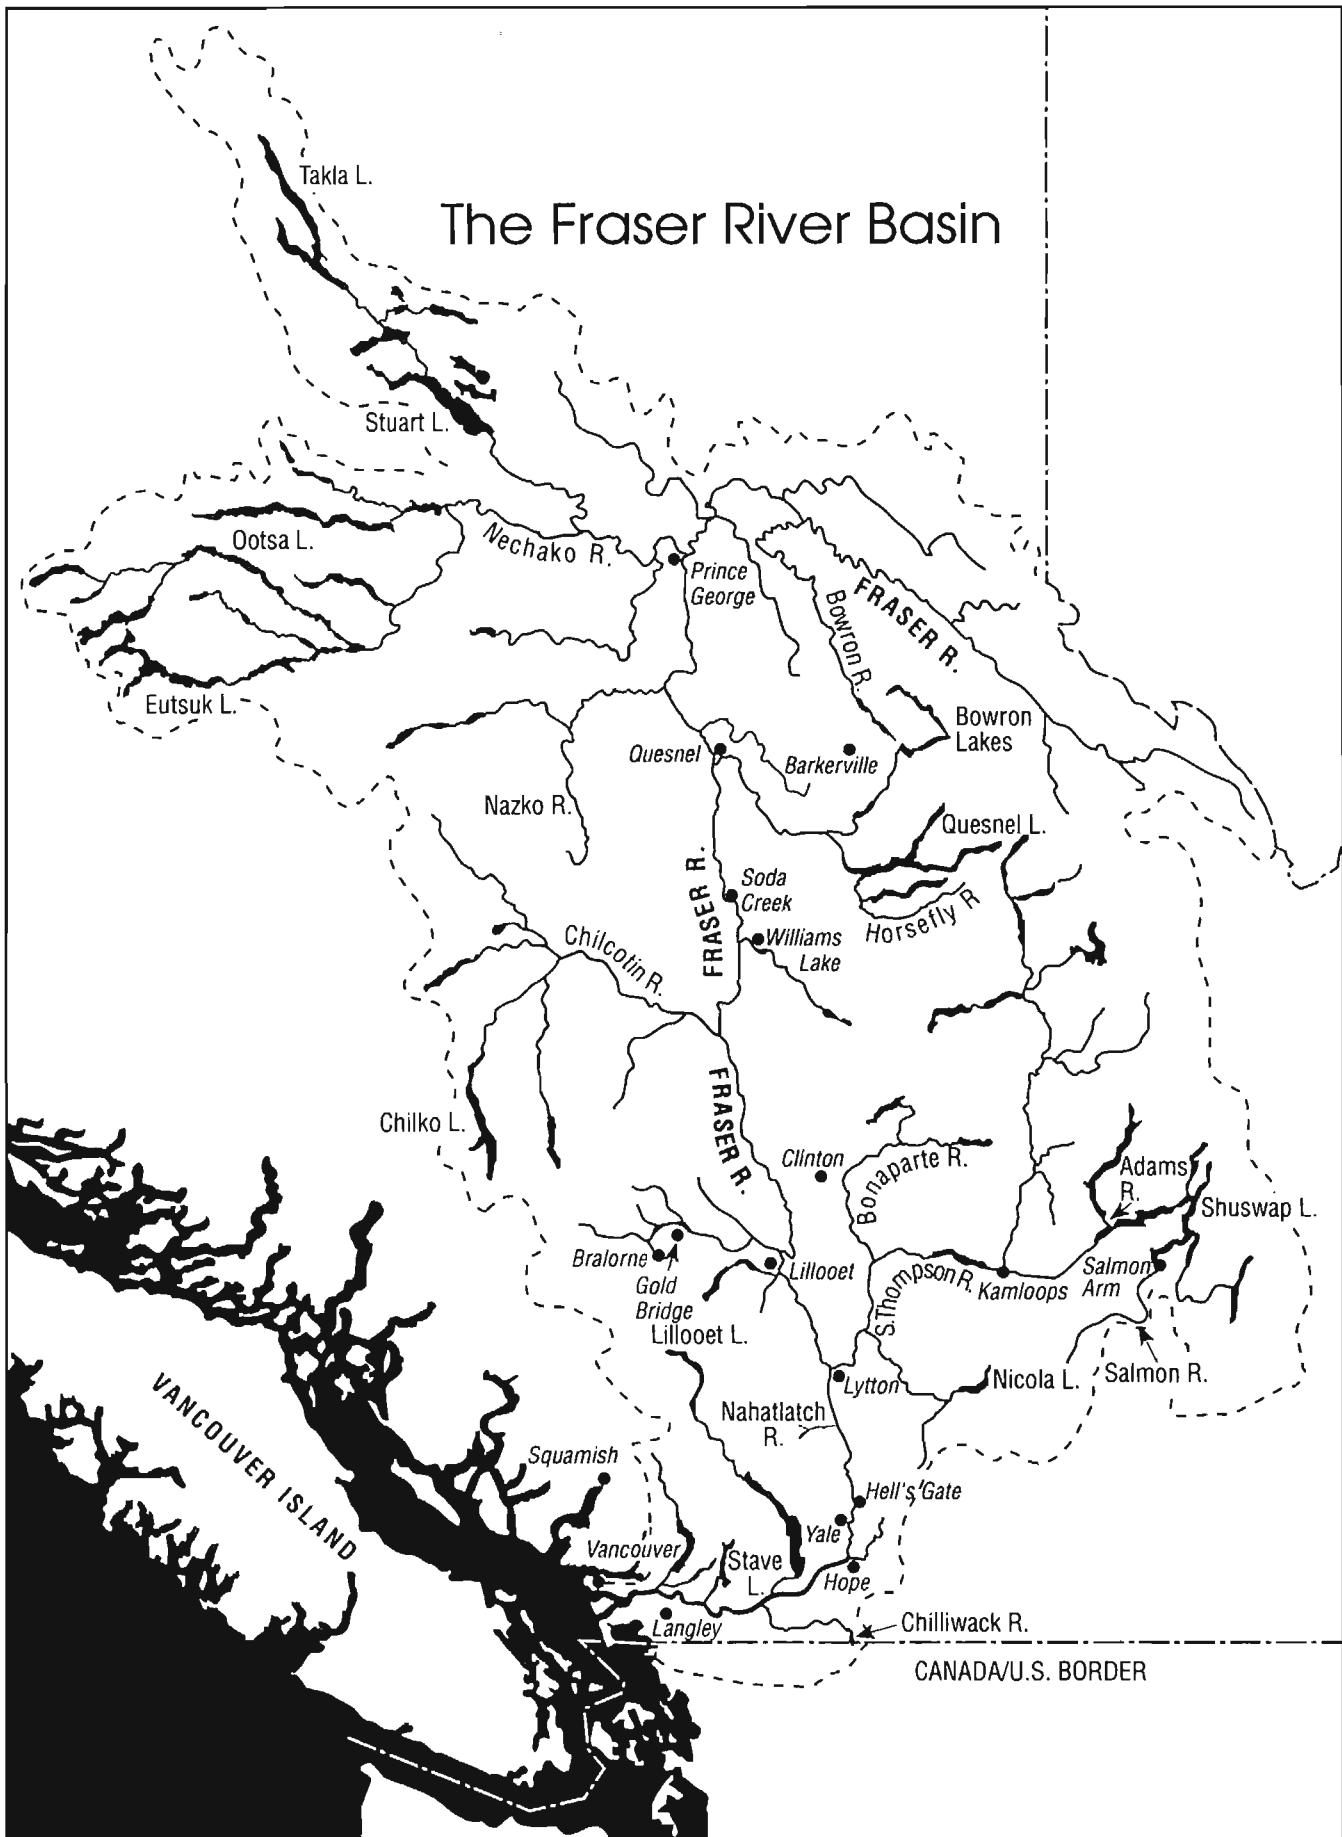 Takla L.
The Fraser River Basin
Stuart L.
Ootsa L.
Nechako R.
Prince
George
Bowron R.
FRASER R.
Eutsuk L.
Bowron
Lakes
Quesnel
Barkerville
Nazko R.
Quesnel L.
FRASER R.
Soda
Creek
Horsefly R
Chilcotin R.
Williams
Lake
FRASER R.
Chilko L.
Clinton
Bonaparte R.
Adams
R.
Shuswap L.
Bralorne
Gold
Bridge
Lillooet
S.Thompson R.
Kamloops
Salmon
Arm
Lillooet L.
VANCOUVER ISLAND
Lytton
Nicola L.
Salmon R.
Nahatlatch
R.
Squamish
Hell's Gate
Yale
Vancouver
Stave
L.
Hope
Langley
Chilliwack R.
CANADA/U.S. BORDER